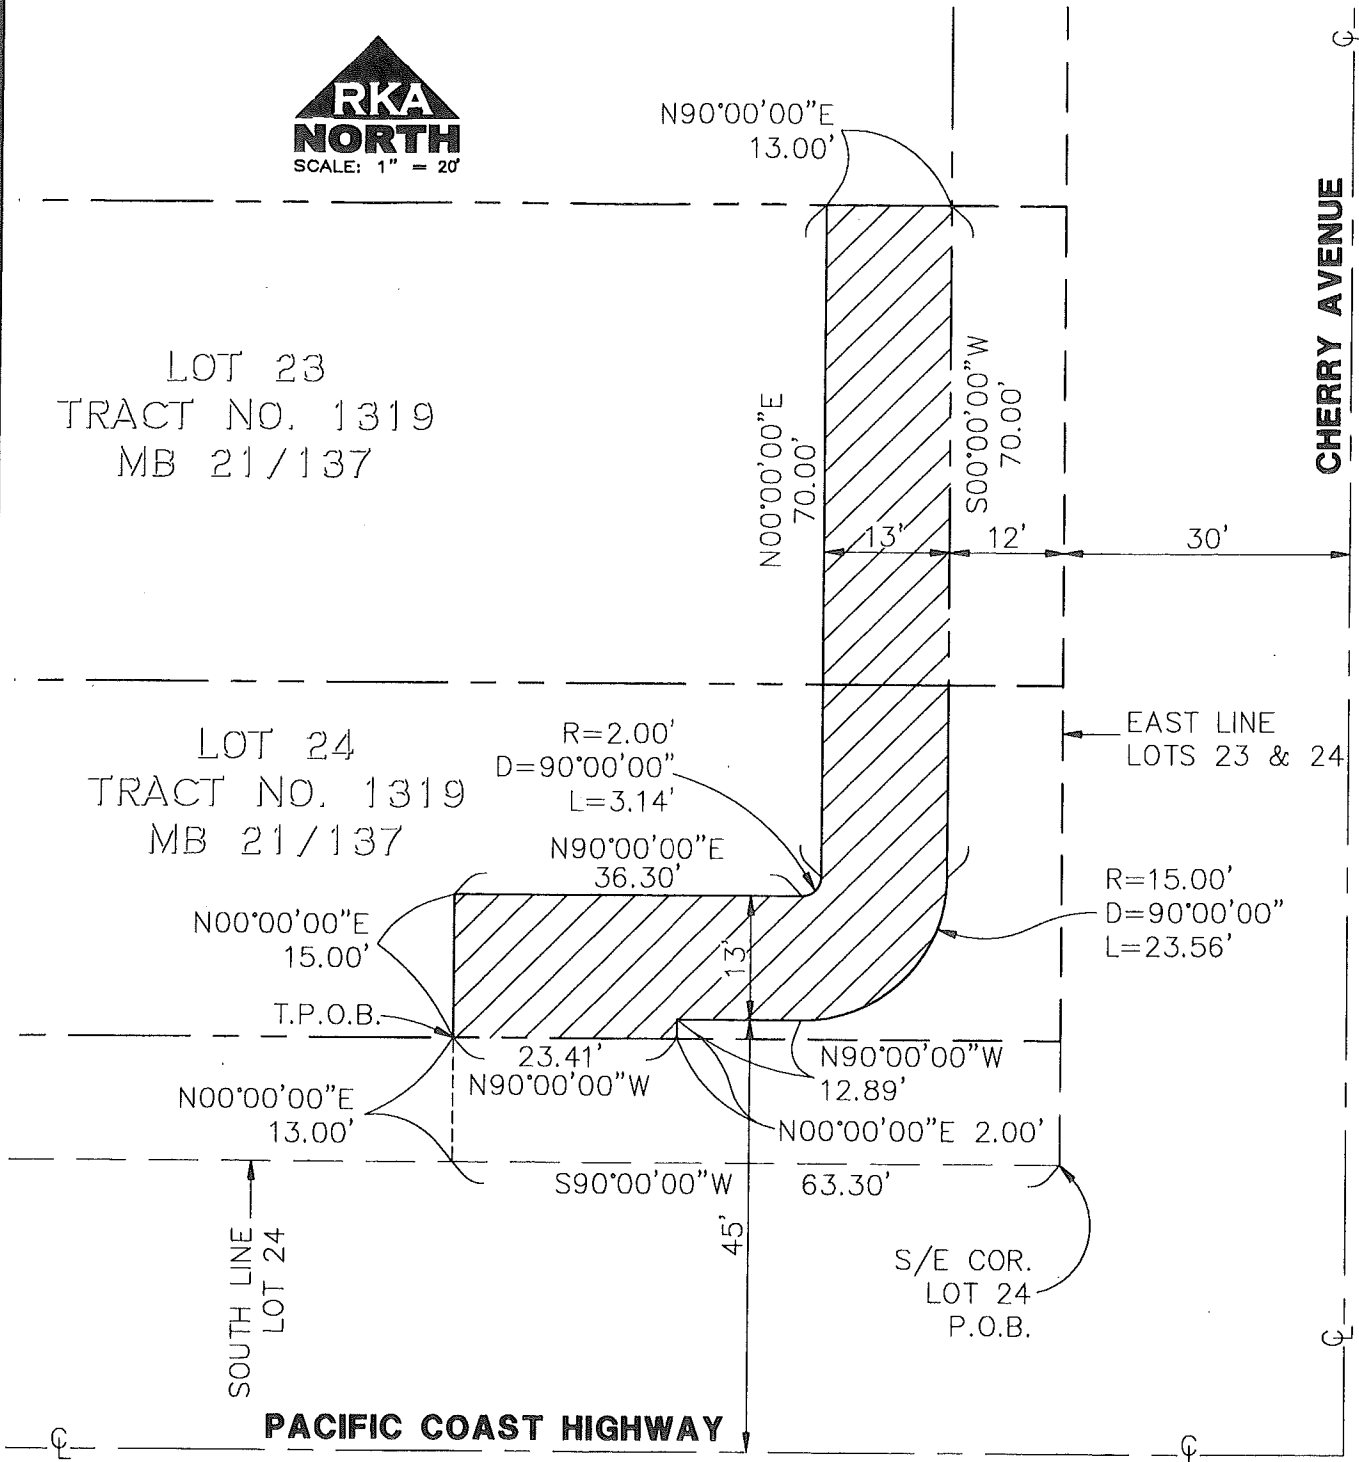 RKA
NORTH
SCALE: 1" = 20'
N90°00'00"E
13.00'
℄
CHERRY AVENUE
LOT 23
TRACT NO. 1319
MB 21/137
N00°00'00"E
70.00'
S00°00'00"W
70.00'
13'
12'
30'
EAST LINE
LOTS 23 & 24
LOT 24
TRACT NO. 1319
MB 21/137
R=2.00'
D=90°00'00"
L=3.14'
N90°00'00"E
36.30'
R=15.00'
D=90°00'00"
L=23.56'
N00°00'00"E
15.00'
13'
T.P.O.B.
23.41'
N90°00'00"W
N90°00'00"W
12.89'
N00°00'00"E
13.00'
N00°00'00"E 2.00'
S90°00'00"W 63.30'
45'
SOUTH LINE
LOT 24
S/E COR.
LOT 24
P.O.B.
℄
PACIFIC COAST HIGHWAY
℄
℄